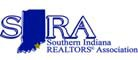 SIRA
Southern Indiana
REALTORS® Association